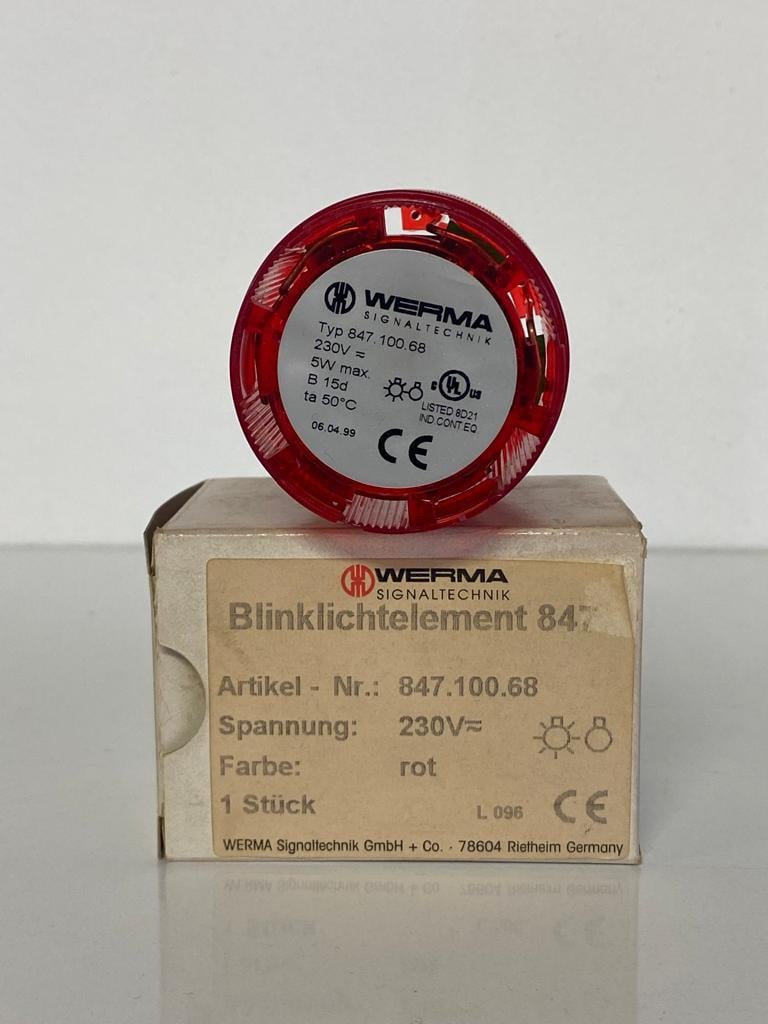 WERMA
SIGNALTECHNIK
Typ 847.100.68
230V ≂
5W max.
B 15d
ta 50°C
c UL us
LISTED 8D21
IND.CONT.EQ.
06.04.99
CE
WERMA
SIGNALTECHNIK
Blinklichtelement 847
Artikel - Nr.: 847.100.68
Spannung: 230V≂
Farbe: rot
1 Stück L 096 CE
WERMA Signaltechnik GmbH + Co. · 78604 Rietheim Germany